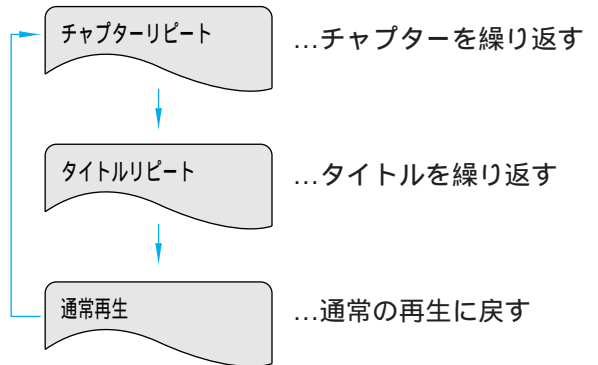 チャプターリピート …チャプターを繰り返す
タイトルリピート …タイトルを繰り返す
通常再生 …通常の再生に戻す